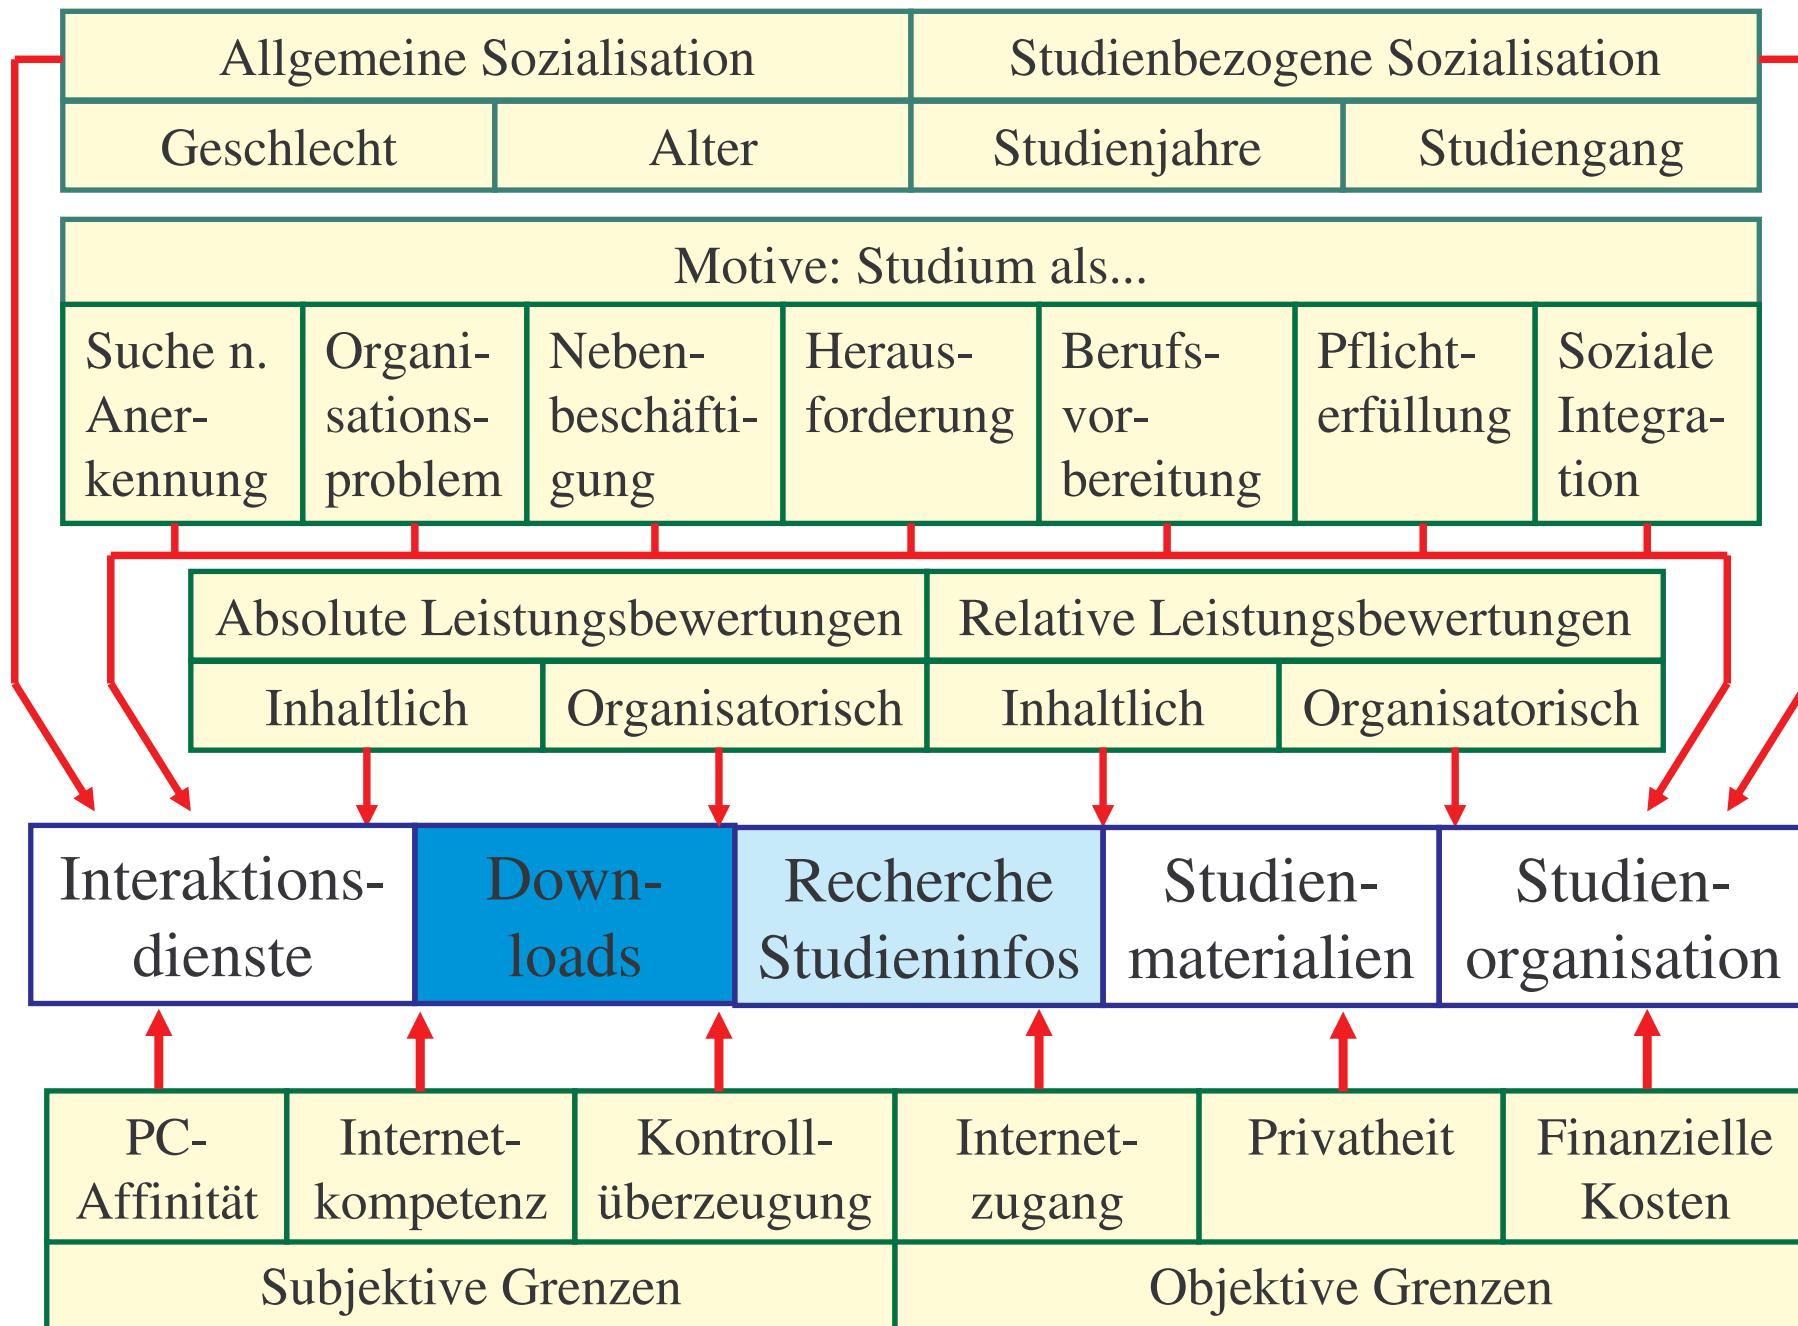 Allgemeine Sozialisation
Studienbezogene Sozialisation
Geschlecht
Alter
Studienjahre
Studiengang
Motive: Studium als...
Suche n.
Aner-
kennung
Organi-
sations-
problem
Neben-
beschäfti-
gung
Heraus-
forderung
Berufs-
vor-
bereitung
Pflicht-
erfüllung
Soziale
Integra-
tion
Absolute Leistungsbewertungen
Relative Leistungsbewertungen
Inhaltlich
Organisatorisch
Inhaltlich
Organisatorisch
Interaktions-
dienste
Down-
loads
Recherche
Studieninfos
Studien-
materialien
Studien-
organisation
PC-
Affinität
Internet-
kompetenz
Kontroll-
überzeugung
Internet-
zugang
Privatheit
Finanzielle
Kosten
Subjektive Grenzen
Objektive Grenzen